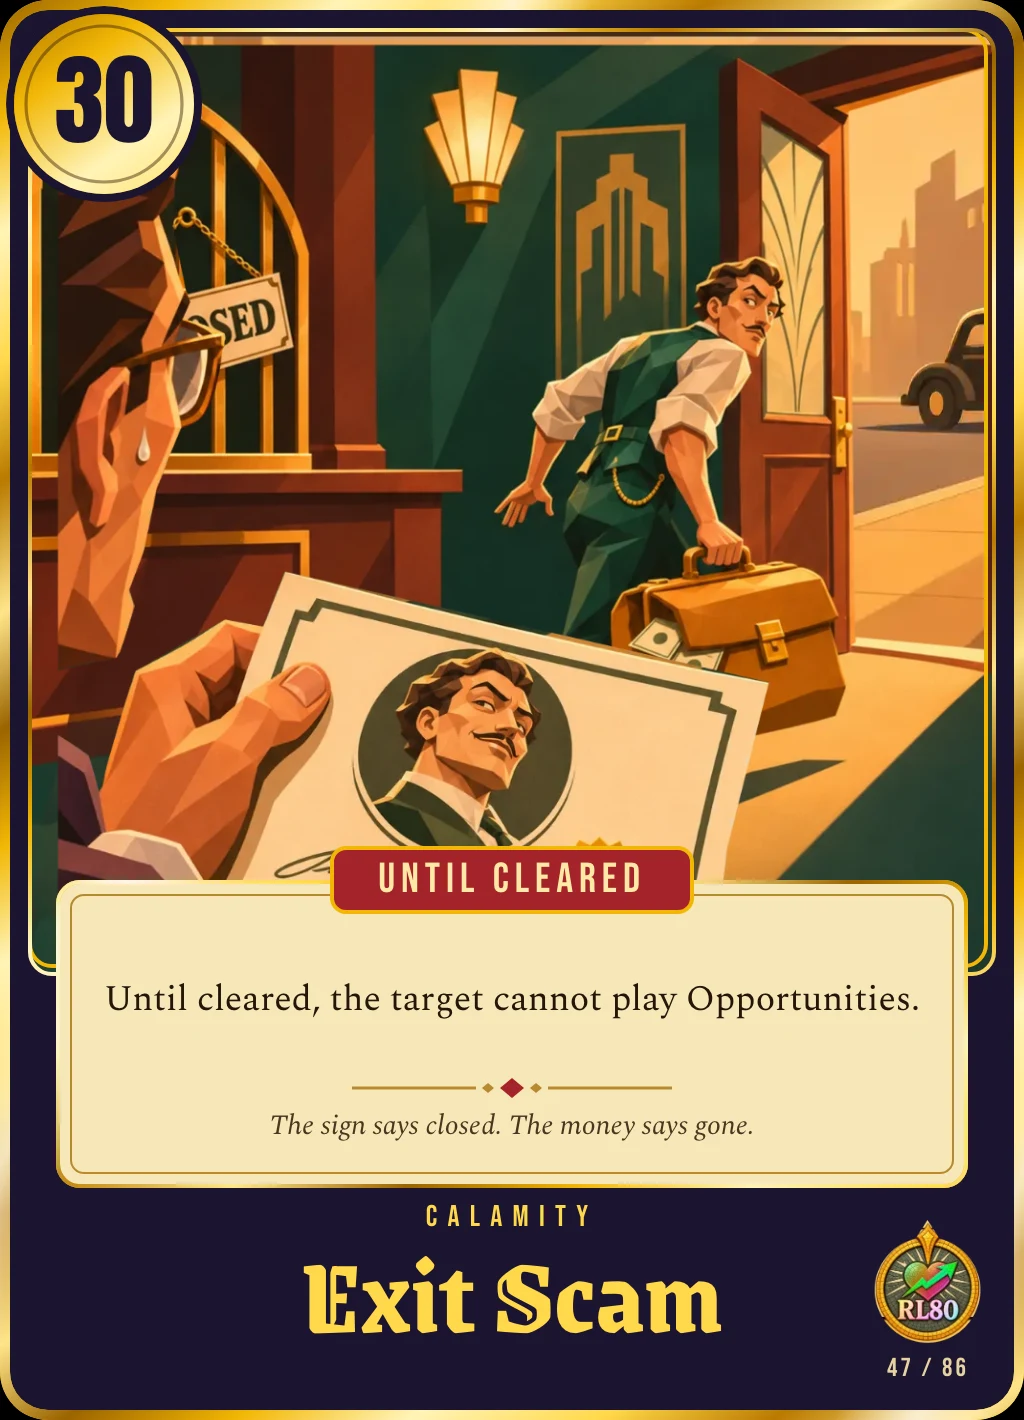 30
OSED
UNTIL CLEARED
Until cleared, the target cannot play Opportunities.
The sign says closed. The money says gone.
CALAMITY
Exit Scam
RL80
47 / 86